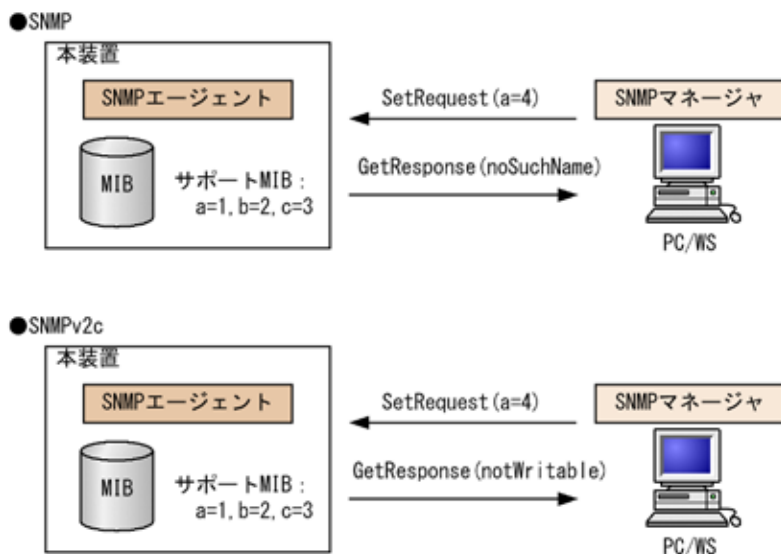 ●SNMP
本装置
SNMPエージェント
SetRequest(a=4)
SNMPマネージャ
MIB
サポートMIB:
a=1,b=2,c=3
GetResponse(noSuchName)
PC/WS
●SNMPv2c
本装置
SNMPエージェント
SetRequest(a=4)
SNMPマネージャ
MIB
サポートMIB:
a=1,b=2,c=3
GetResponse(notWritable)
PC/WS